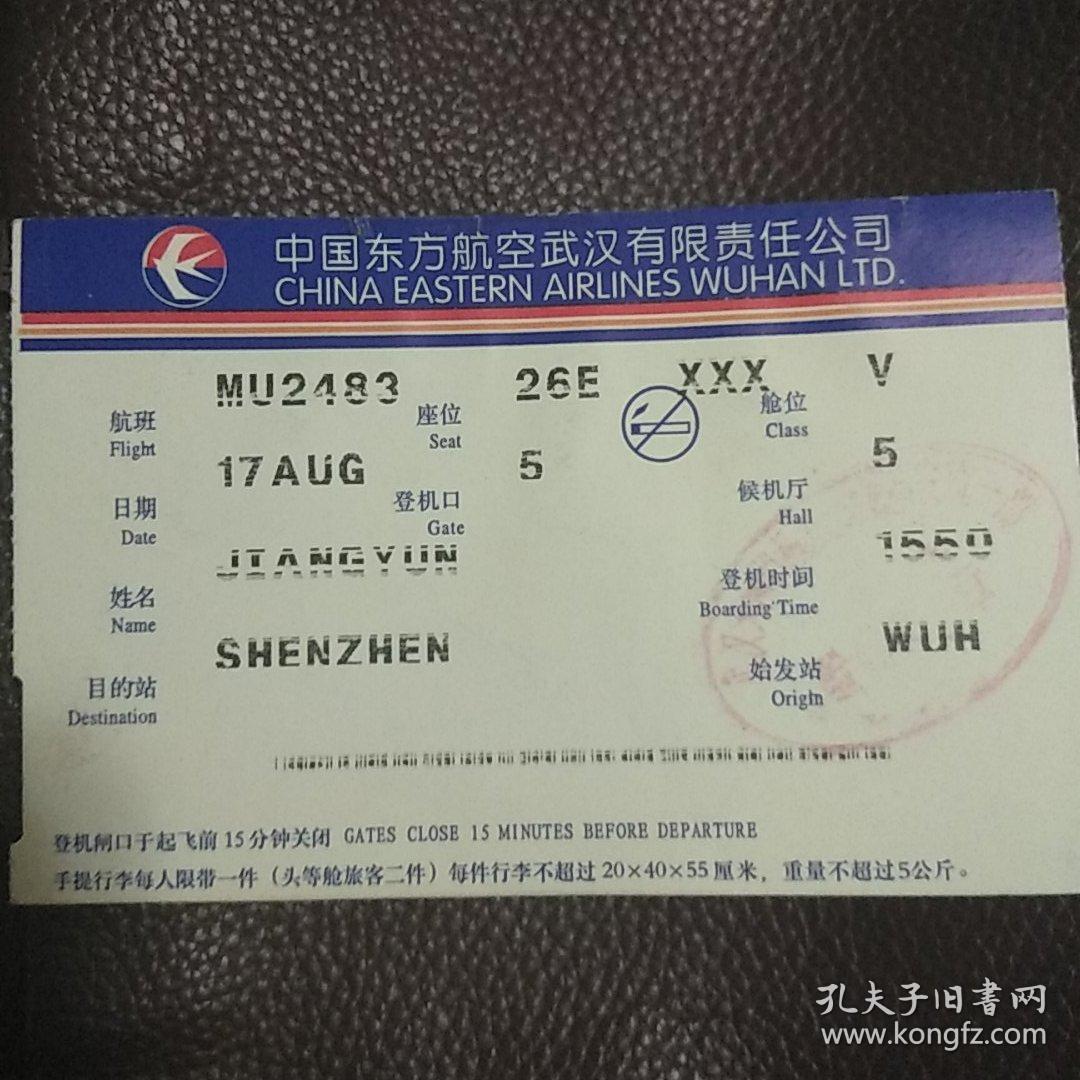 中国东方航空武汉有限责任公司
CHINA EASTERN AIRLINES WUHAN LTD.
MU2483 26E XXX V
航班 座位 舱位
Flight Seat Class
17AUG 5 5
日期 登机口 候机厅
Date Gate Hall
JIANGYUN 1550
姓名 登机时间
Name Boarding Time
SHENZHEN WUH
目的站 始发站
Destination Origin
登机闸口于起飞前15分钟关闭 GATES CLOSE 15 MINUTES BEFORE DEPARTURE
手提行李每人限带一件（头等舱旅客二件）每件行李不超过20×40×55厘米，重量不超过5公斤。
孔夫子旧书网
www.kongfz.com